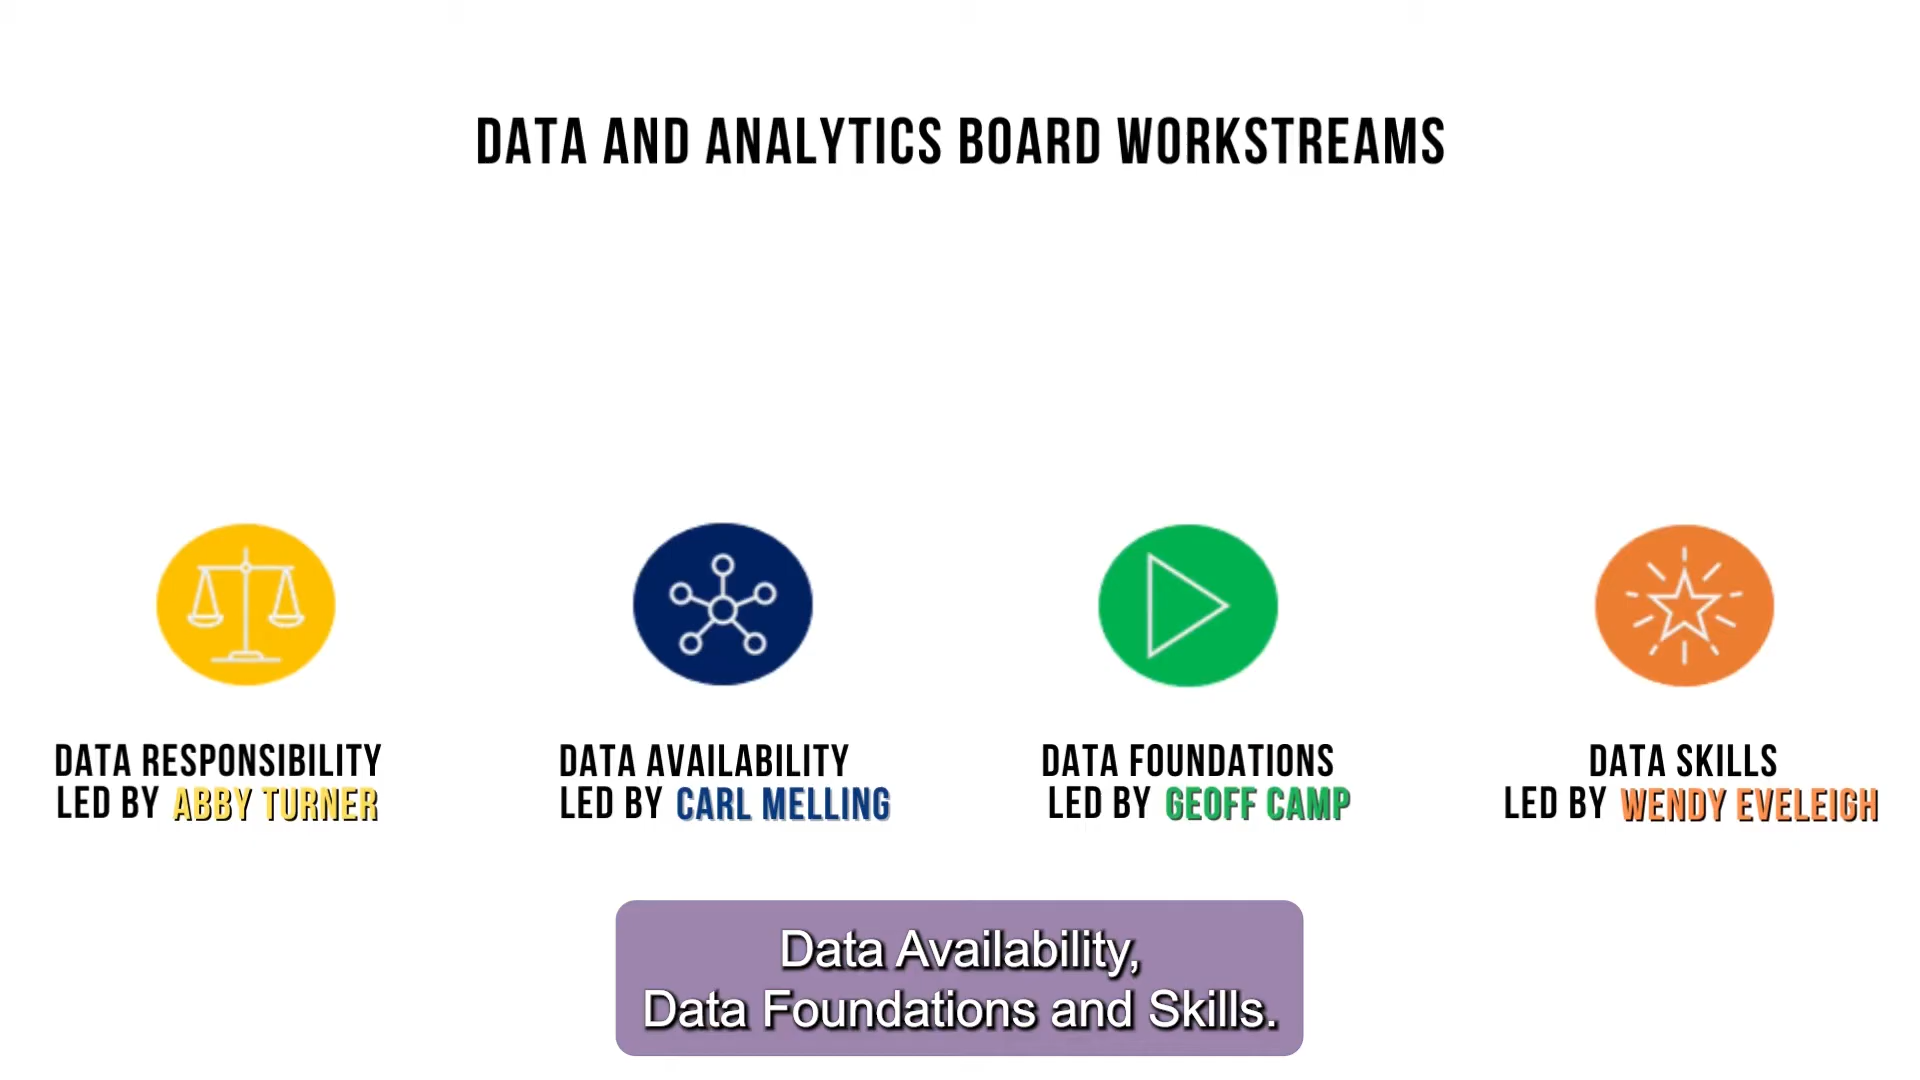 DATA AND ANALYTICS BOARD WORKSTREAMS
DATA RESPONSIBILITY
LED BY ABBY TURNER
DATA AVAILABILITY
LED BY CARL MELLING
DATA FOUNDATIONS
LED BY GEOFF CAMP
DATA SKILLS
LED BY WENDY EVELEIGH
Data Availability,
Data Foundations and Skills.